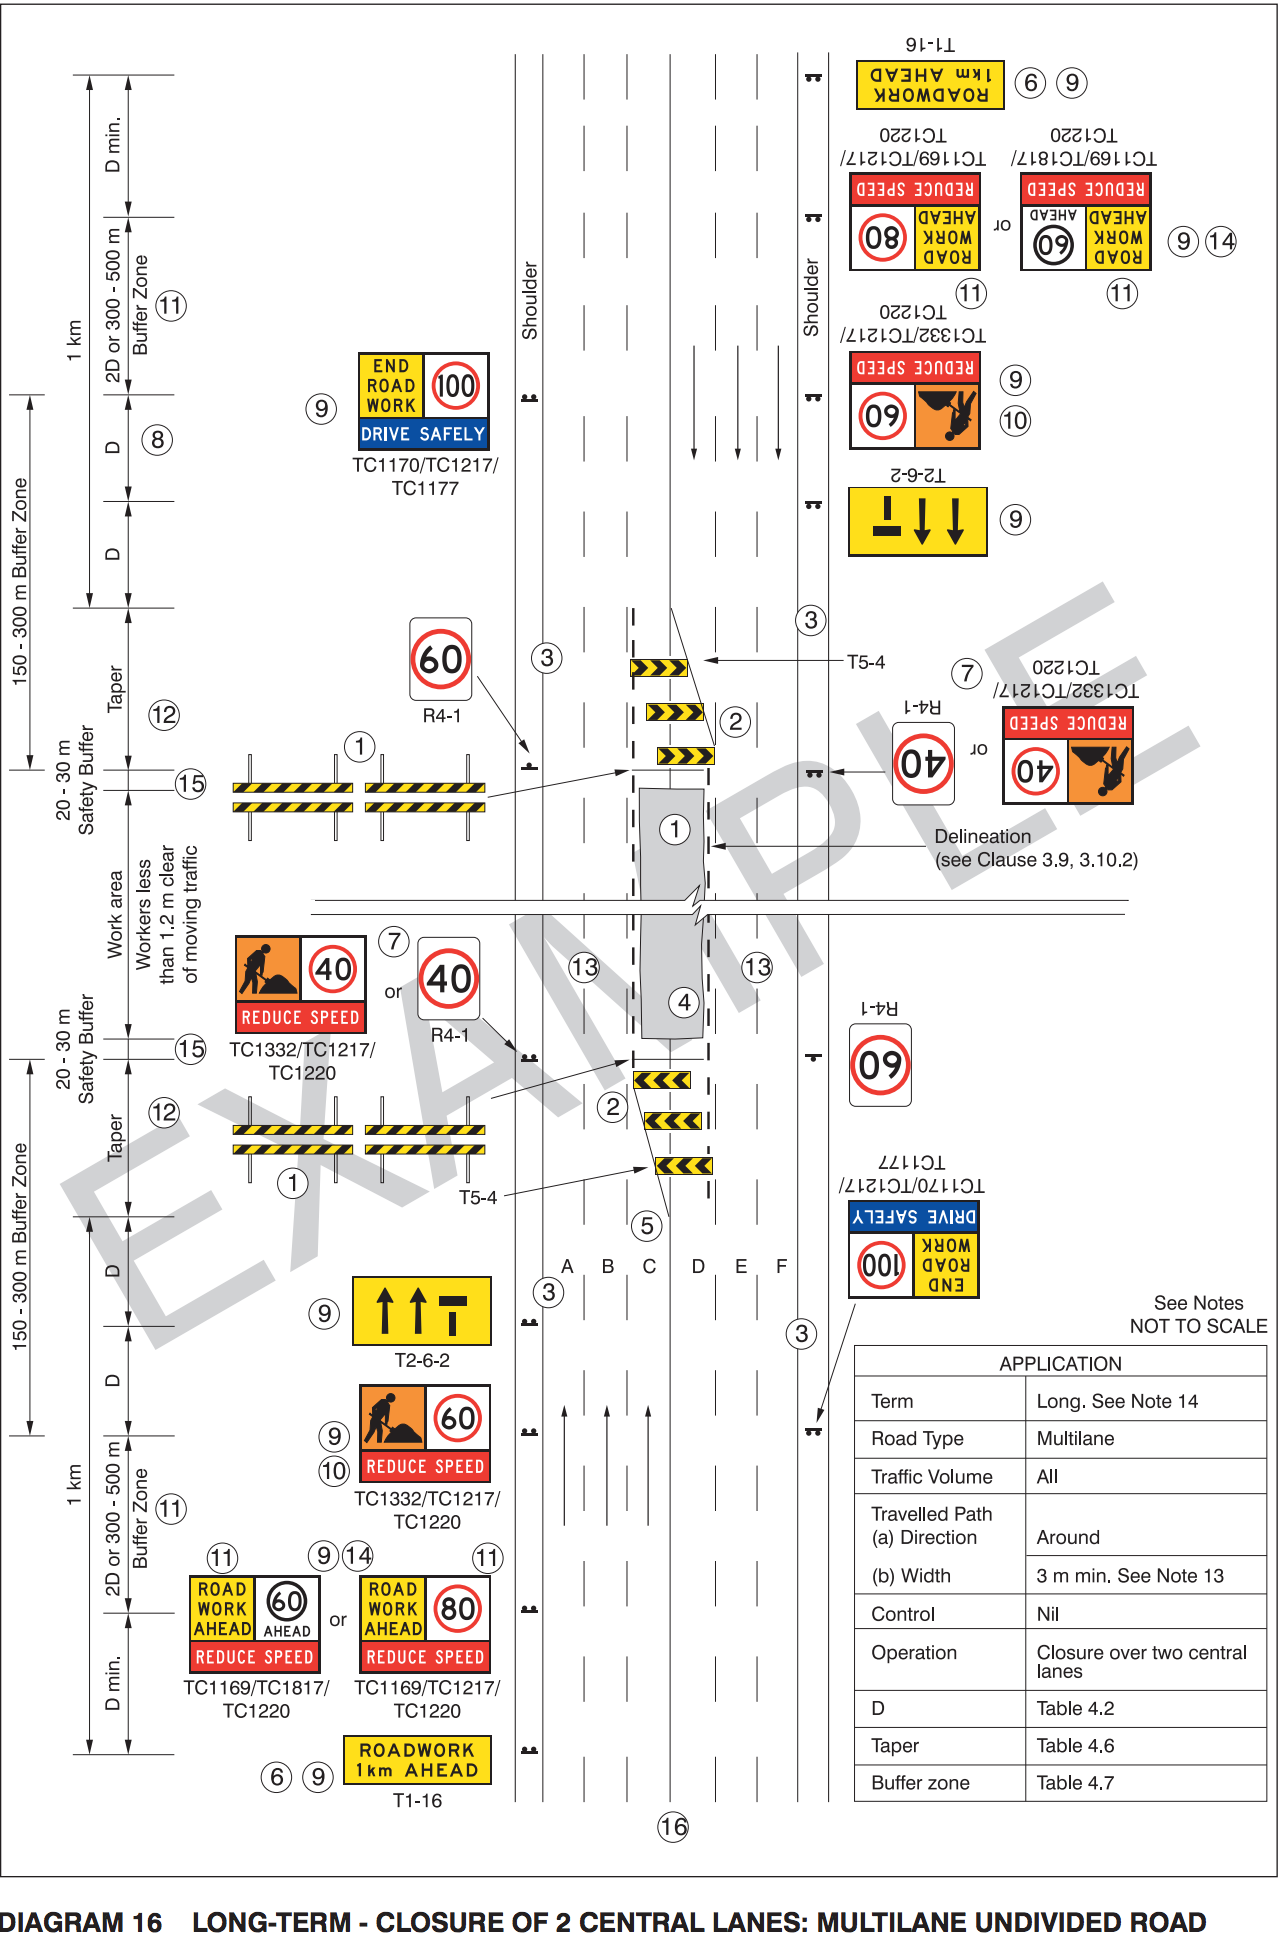 T1-16
ROADWORK
1km AHEAD
6 9
TC1169/TC1217/
TC1220
ROAD
WORK
AHEAD
80
REDUCE SPEED
11
or
TC1169/TC1817/
TC1220
ROAD
WORK
AHEAD
60
AHEAD
REDUCE SPEED
11
9 14
TC1332/TC1217/
TC1220
60
REDUCE SPEED
9
10
T2-6-2
9
D min.
2D or 300 - 500 m
Buffer Zone
11
1 km
D
8
D
150 - 300 m Buffer Zone
Taper
12
20 - 30 m
Safety Buffer
15
Work area
Workers less
than 1.2 m clear
of moving traffic
20 - 30 m
Safety Buffer
15
Taper
12
150 - 300 m Buffer Zone
D
D
1 km
2D or 300 - 500 m
Buffer Zone
11
D min.
Shoulder
Shoulder
9
END
ROAD
WORK
100
DRIVE SAFELY
TC1170/TC1217/
TC1177
60
R4-1
3
3
T5-4
2
1
7
TC1332/TC1217/
TC1220
R4-1
40
or
40
REDUCE SPEED
1
Delineation
(see Clause 3.9, 3.10.2)
EXAMPLE
40
REDUCE SPEED
TC1332/TC1217/
TC1220
7
or
40
R4-1
13
13
4
R4-1
60
2
1
T5-4
5
A B C D E F
TC1170/TC1217/
TC1177
END
ROAD
WORK
100
DRIVE SAFELY
3
3
9
T2-6-2
60
REDUCE SPEED
9
10
TC1332/TC1217/
TC1220
11
9 14
11
ROAD
WORK
AHEAD
60
AHEAD
REDUCE SPEED
TC1169/TC1817/
TC1220
or
ROAD
WORK
AHEAD
80
REDUCE SPEED
TC1169/TC1217/
TC1220
6 9
ROADWORK
1km AHEAD
T1-16
16
See Notes
NOT TO SCALE
APPLICATION
Term Long. See Note 14
Road Type Multilane
Traffic Volume All
Travelled Path
(a) Direction Around
(b) Width 3 m min. See Note 13
Control Nil
Operation Closure over two central
lanes
D Table 4.2
Taper Table 4.6
Buffer zone Table 4.7
DIAGRAM 16 LONG-TERM - CLOSURE OF 2 CENTRAL LANES: MULTILANE UNDIVIDED ROAD